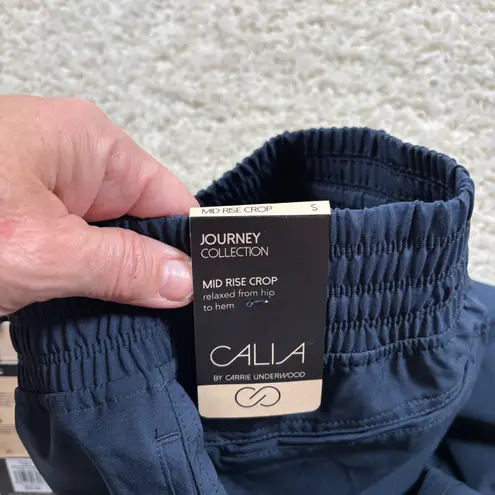 MID RISE CROP S
JOURNEY
COLLECTION
MID RISE CROP
relaxed from hip
to hem
CALIA
BY CARRIE UNDERWOOD